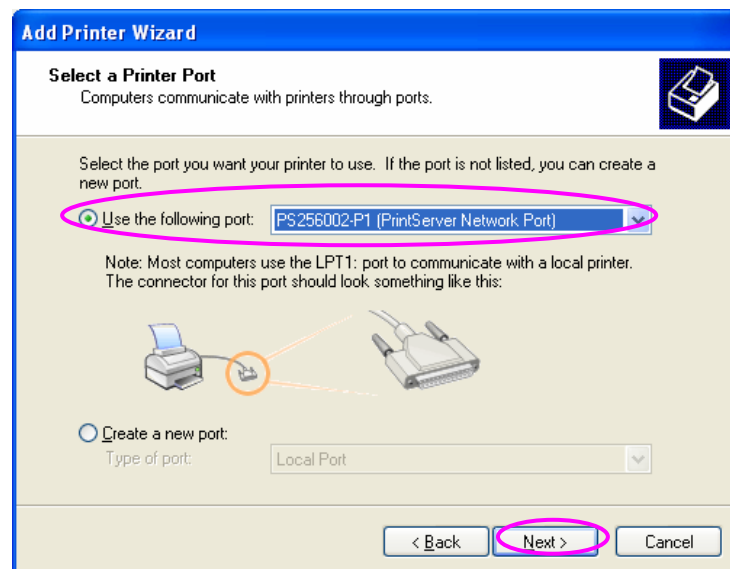 Add Printer Wizard
Select a Printer Port
Computers communicate with printers through ports.
Select the port you want your printer to use.  If the port is not listed, you can create a
new port.
Use the following port:
PS256002-P1 (PrintServer Network Port)
Note: Most computers use the LPT1: port to communicate with a local printer.
The connector for this port should look something like this:
Create a new port:
Type of port:
Local Port
< Back
Next >
Cancel